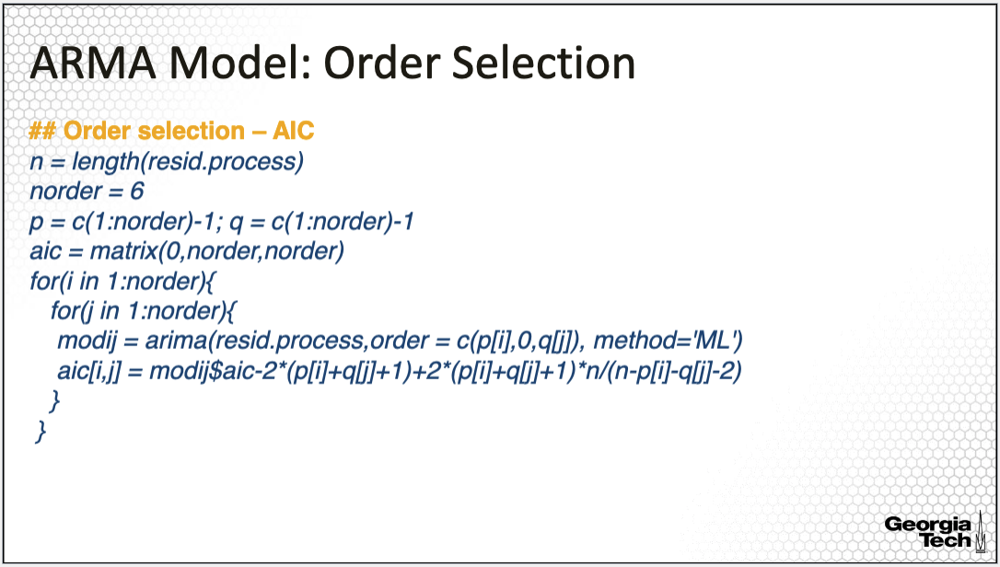 ARMA Model: Order Selection
## Order selection – AIC
n = length(resid.process)
norder = 6
p = c(1:norder)-1; q = c(1:norder)-1
aic = matrix(0,norder,norder)
for(i in 1:norder){
for(j in 1:norder){
modij = arima(resid.process,order = c(p[i],0,q[j]), method='ML')
aic[i,j] = modij$aic-2*(p[i]+q[j]+1)+2*(p[i]+q[j]+1)*n/(n-p[i]-q[j]-2)
}
}
Georgia
Tech